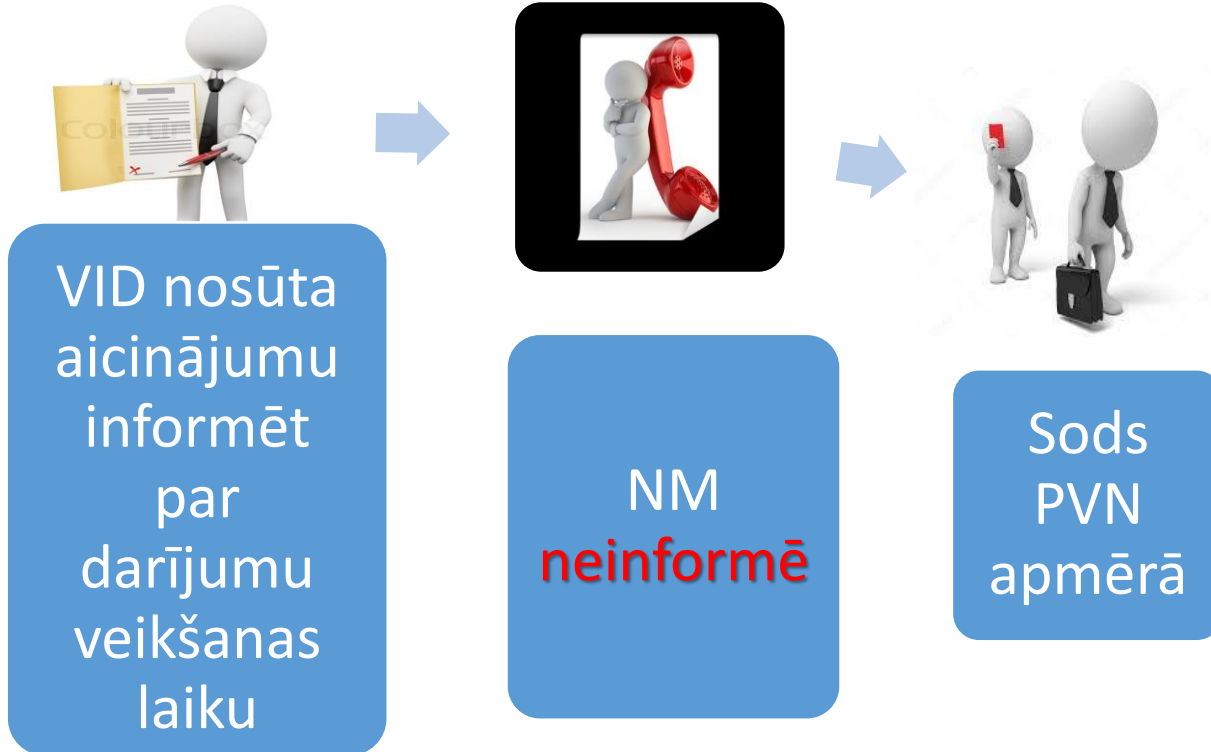 VID nosūta
aicinājumu
informēt
par
darījumu
veikšanas
laiku
NM
neinformē
Sods
PVN
apmērā